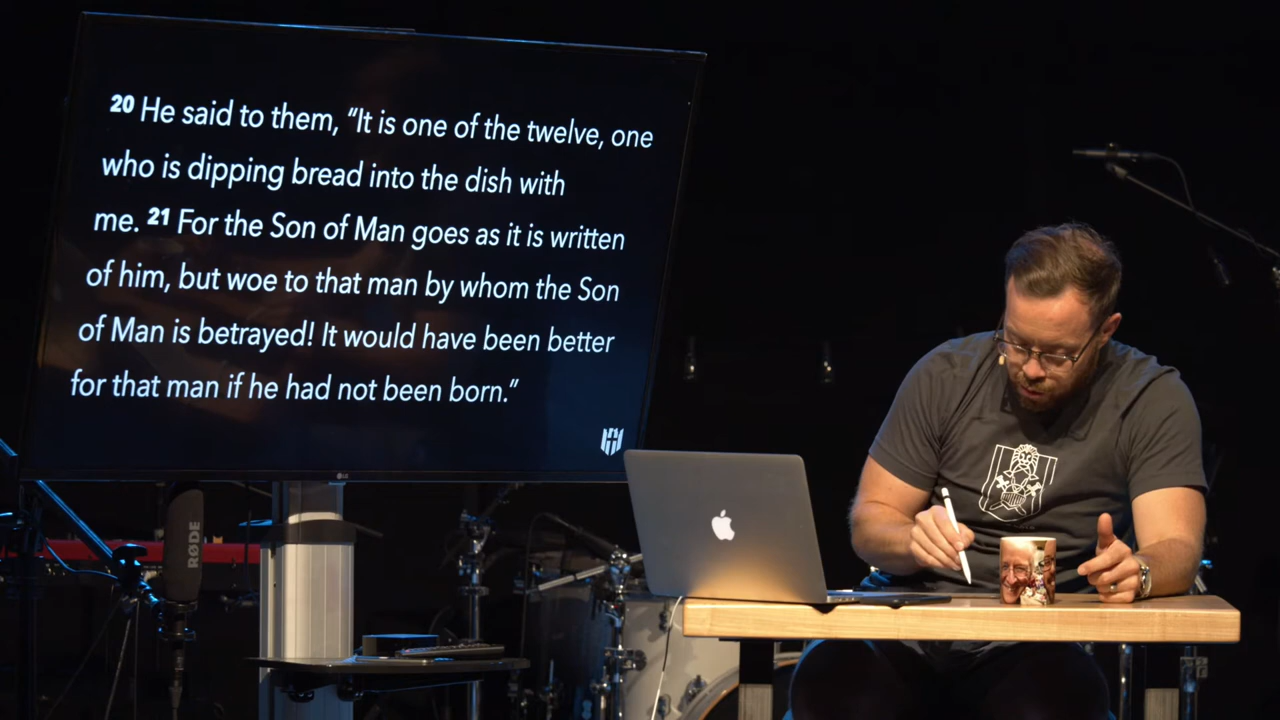 20 He said to them, “It is one of the twelve, one
who is dipping bread into the dish with
me. 21 For the Son of Man goes as it is written
of him, but woe to that man by whom the Son
of Man is betrayed! It would have been better
for that man if he had not been born.”
LG
RØDE